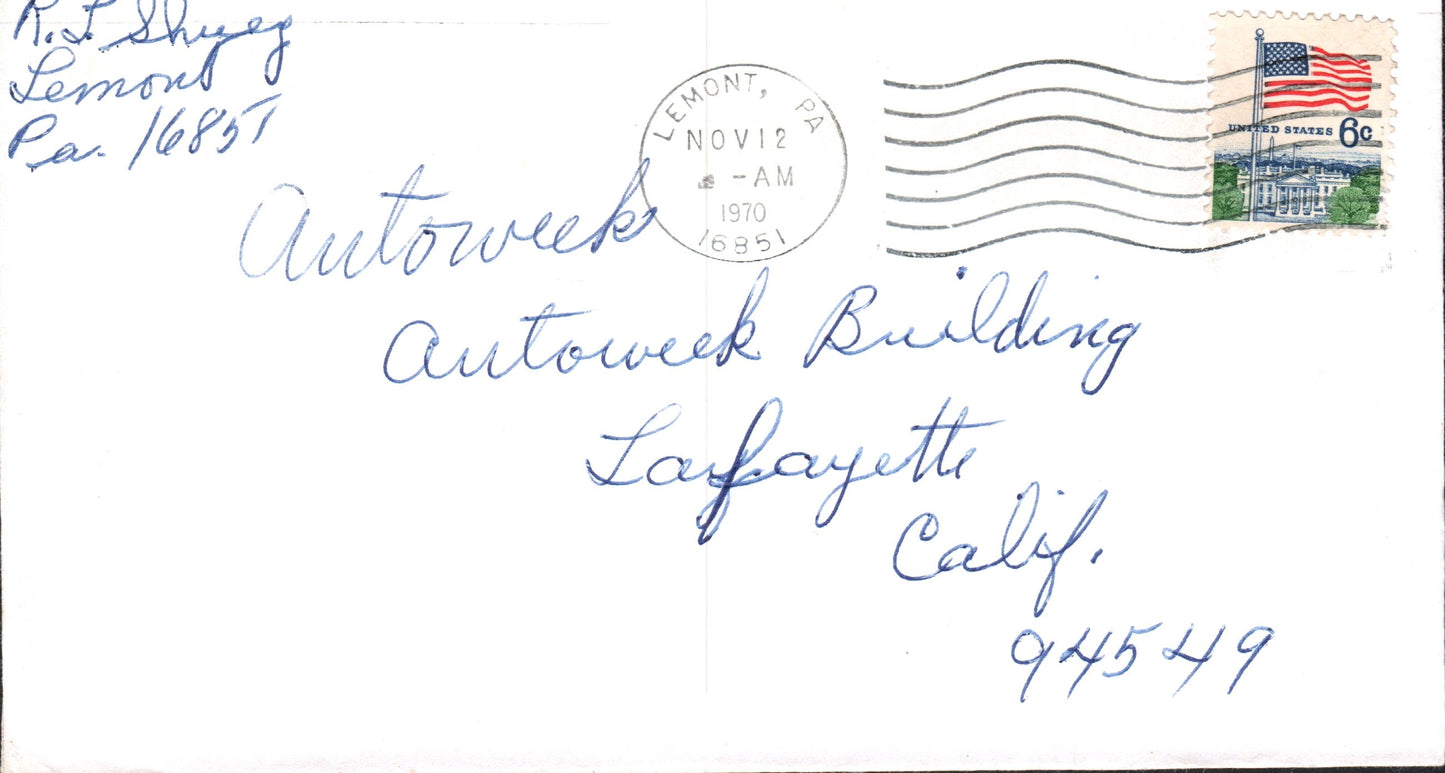 R. L. Shuey
Lemont
Pa. 16851
LEMONT, PA
NOV 12
-AM
1970
16851
UNITED STATES 6c
Autoweek
Autoweek Building
Lafayette
Calif.
94549